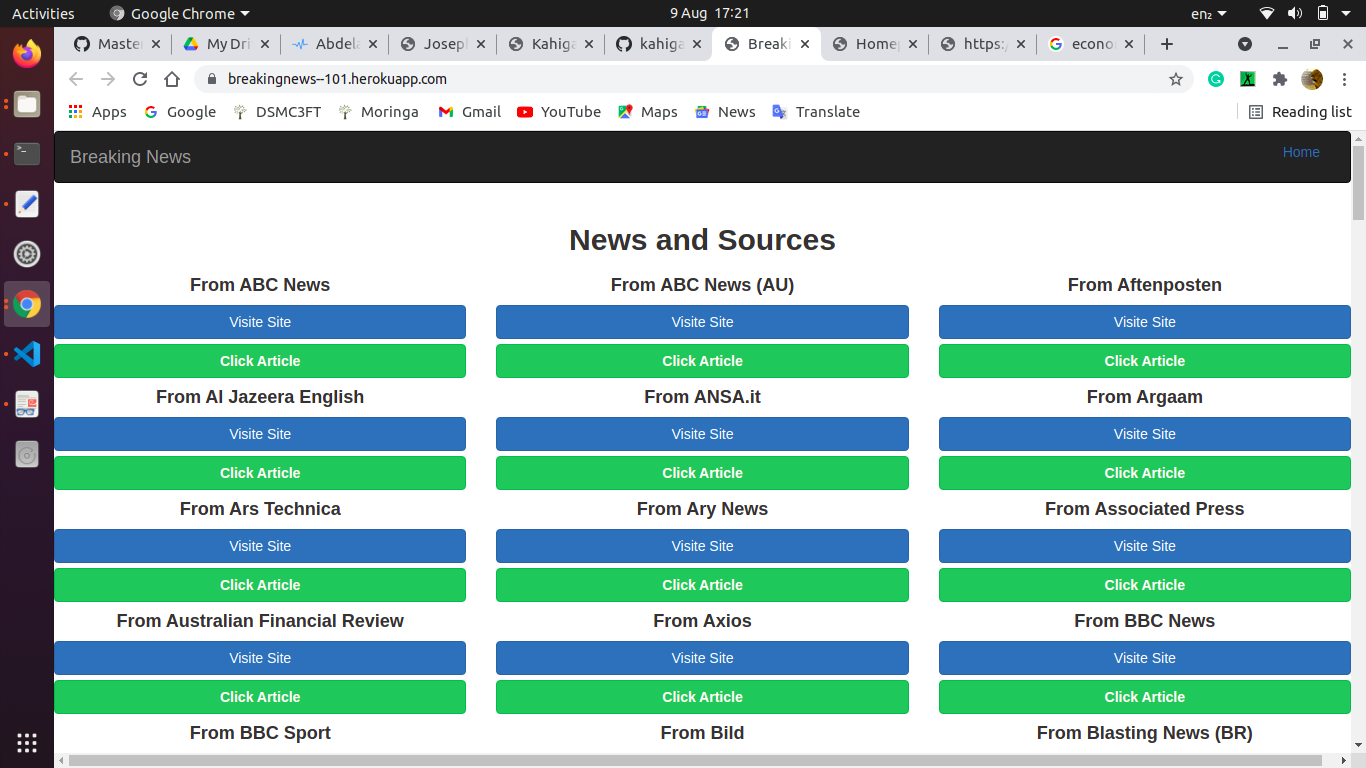 Activities Google Chrome 9 Aug 17:21 en₂
Master My Dri Abdela Joseph Kahiga kahiga Breaki Homep https:/ econo
breakingnews--101.herokuapp.com
Apps Google DSMC3FT Moringa Gmail YouTube Maps News Translate Reading list
Breaking News Home
News and Sources
From ABC News From ABC News (AU) From Aftenposten
Visite Site Visite Site Visite Site
Click Article Click Article Click Article
From Al Jazeera English From ANSA.it From Argaam
Visite Site Visite Site Visite Site
Click Article Click Article Click Article
From Ars Technica From Ary News From Associated Press
Visite Site Visite Site Visite Site
Click Article Click Article Click Article
From Australian Financial Review From Axios From BBC News
Visite Site Visite Site Visite Site
Click Article Click Article Click Article
From BBC Sport From Bild From Blasting News (BR)